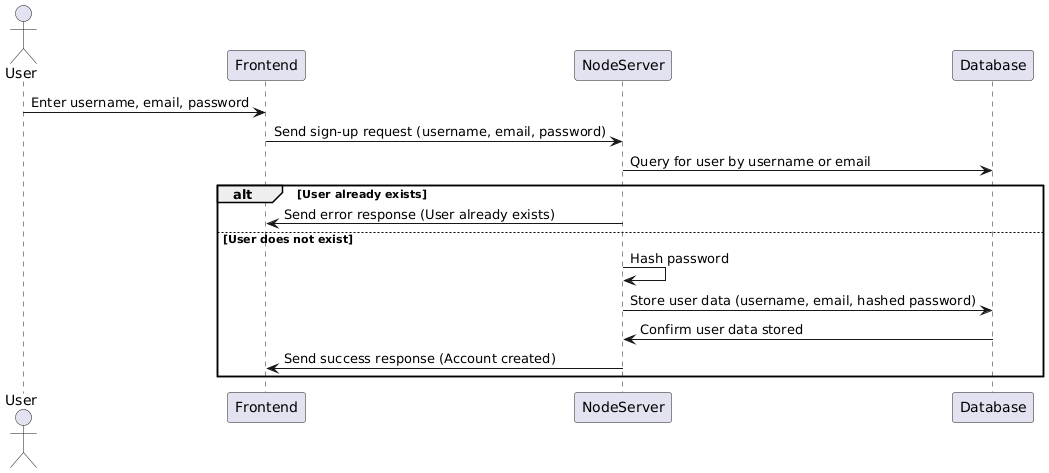 User
Frontend
NodeServer
Database
Enter username, email, password
Send sign-up request (username, email, password)
Query for user by username or email
alt
[User already exists]
Send error response (User already exists)
[User does not exist]
Hash password
Store user data (username, email, hashed password)
Confirm user data stored
Send success response (Account created)
User
Frontend
NodeServer
Database